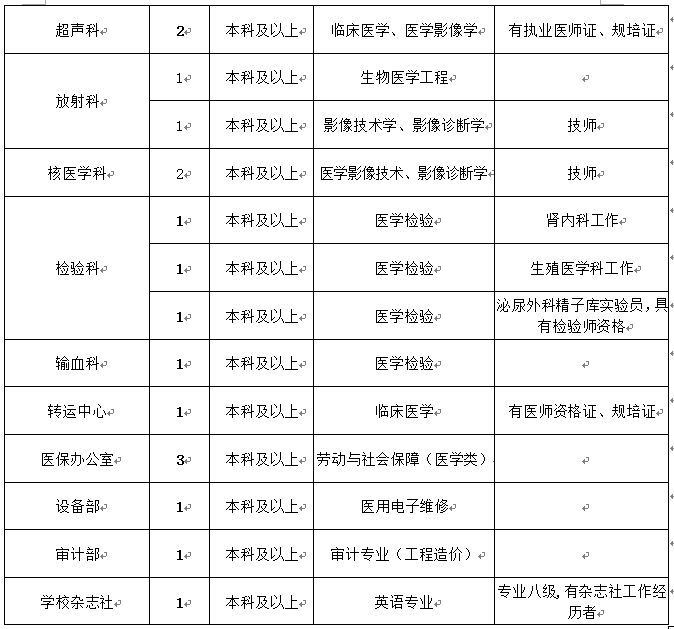 超声科 2 本科及以上 临床医学、医学影像学 有执业医师证、规培证
放射科 1 本科及以上 生物医学工程
1 本科及以上 影像技术学、影像诊断学 技师
核医学科 2 本科及以上 医学影像技术、影像诊断学 技师
检验科 1 本科及以上 医学检验 肾内科工作
1 本科及以上 医学检验 生殖医学科工作
1 本科及以上 医学检验 泌尿外科精子库实验员，具
有检验师资格
输血科 1 本科及以上 医学检验
转运中心 1 本科及以上 临床医学 有医师资格证、规培证
医保办公室 3 本科及以上 劳动与社会保障（医学类）
设备部 1 本科及以上 医用电子维修
审计部 1 本科及以上 审计专业（工程造价）
学校杂志社 1 本科及以上 英语专业 专业八级,有杂志社工作经
历者